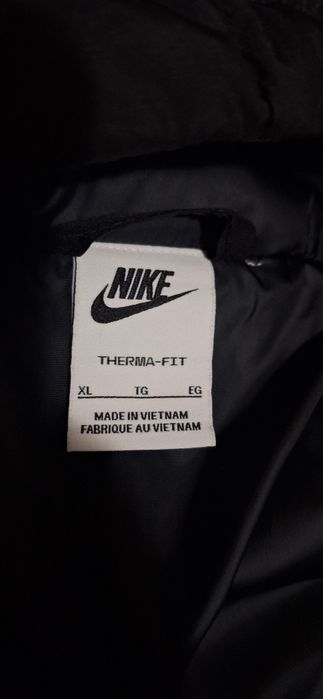 NIKE
THERMA-FIT
XL TG EG
MADE IN VIETNAM
FABRIQUE AU VIETNAM